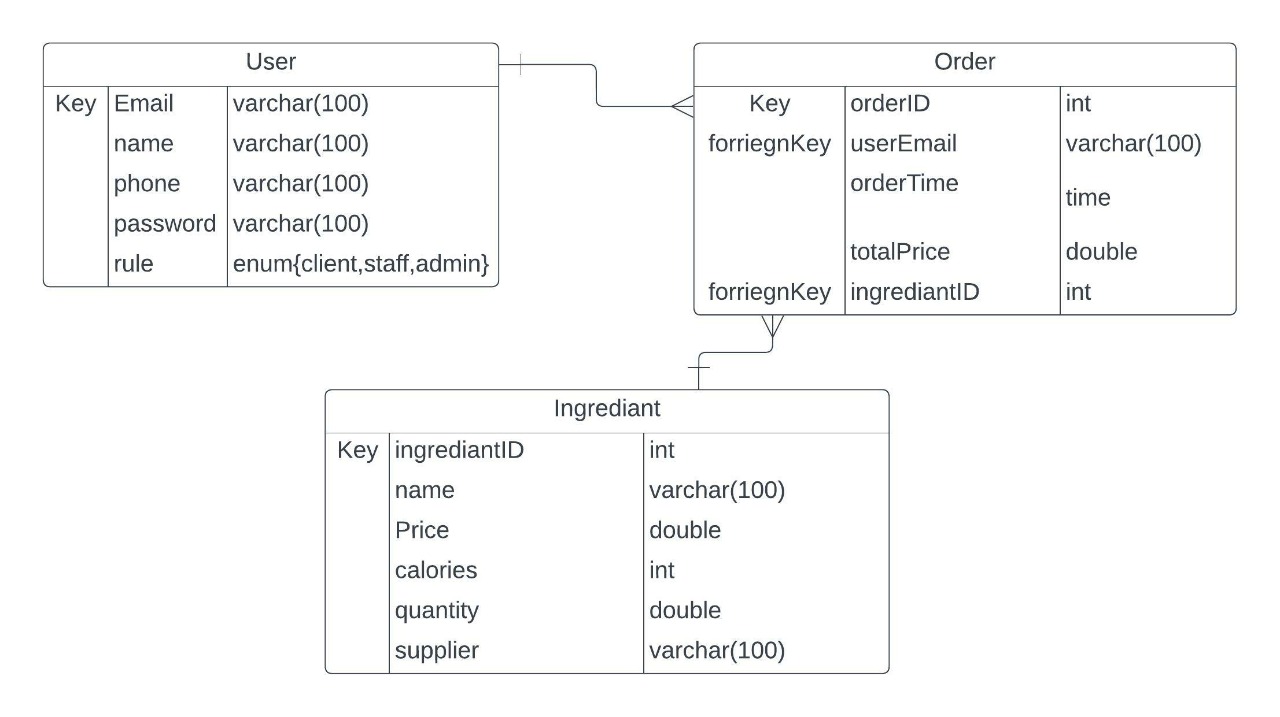 User
Key Email varchar(100)
name varchar(100)
phone varchar(100)
password varchar(100)
rule enum{client,staff,admin}
Order
Key orderID int
forriegnKey userEmail varchar(100)
orderTime time
totalPrice double
forriegnKey ingrediantID int
Ingrediant
Key ingrediantID int
name varchar(100)
Price double
calories int
quantity double
supplier varchar(100)